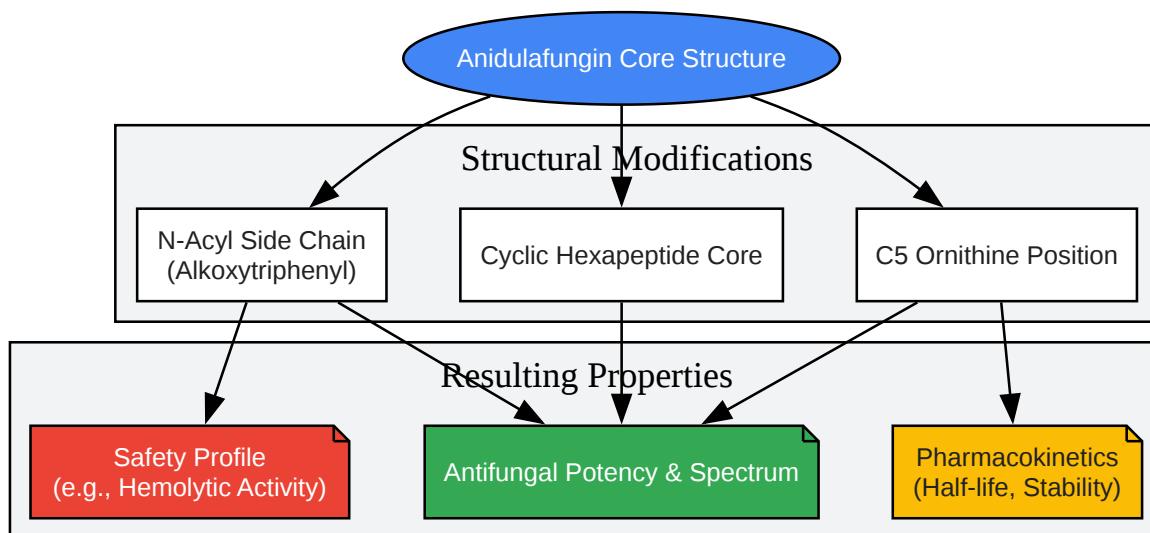 Anidulafungin Core Structure
Structural Modifications
N-Acyl Side Chain
(Alkoxytriphenyl)
Cyclic Hexapeptide Core
C5 Ornithine Position
Resulting Properties
Safety Profile
(e.g., Hemolytic Activity)
Antifungal Potency & Spectrum
Pharmacokinetics
(Half-life, Stability)